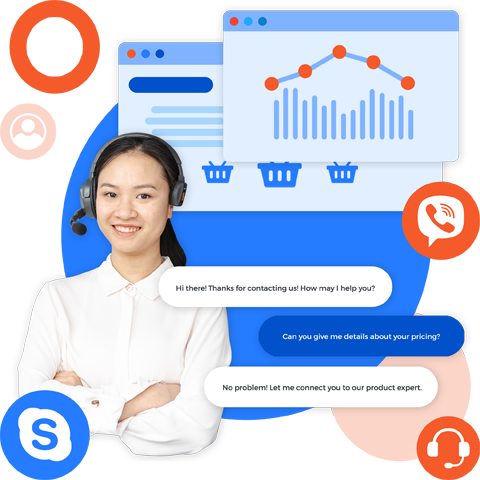 Hi there! Thanks for contacting us! How may I help you?
Can you give me details about your pricing?
No problem! Let me connect you to our product expert.
S